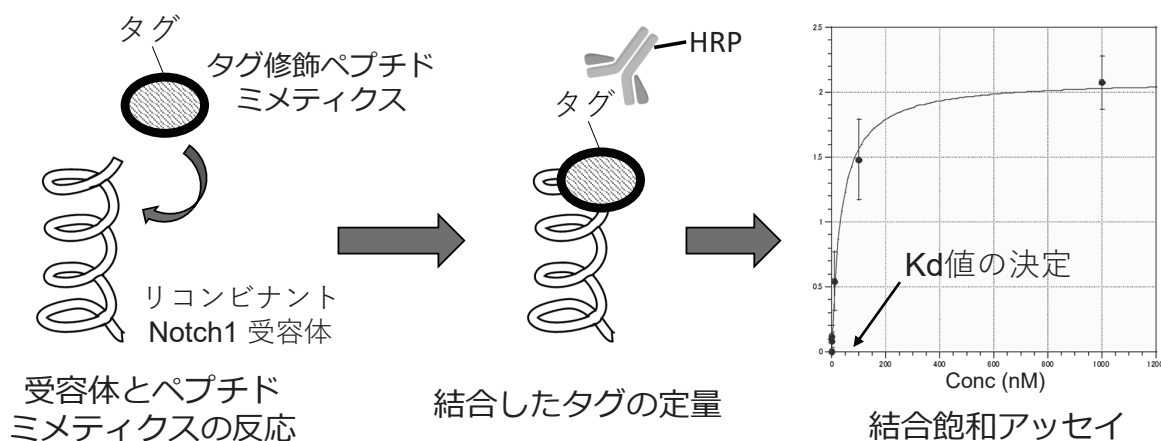 タグ
タグ修飾ペプチド
ミメティクス
リコンビナント
Notch1 受容体
受容体とペプチド
ミメティクスの反応
HRP
タグ
結合したタグの定量
2.5
2
1.5
1
0.5
0
Kd値の決定
0
200
400
600
800
1000
1200
Conc (nM)
結合飽和アッセイ